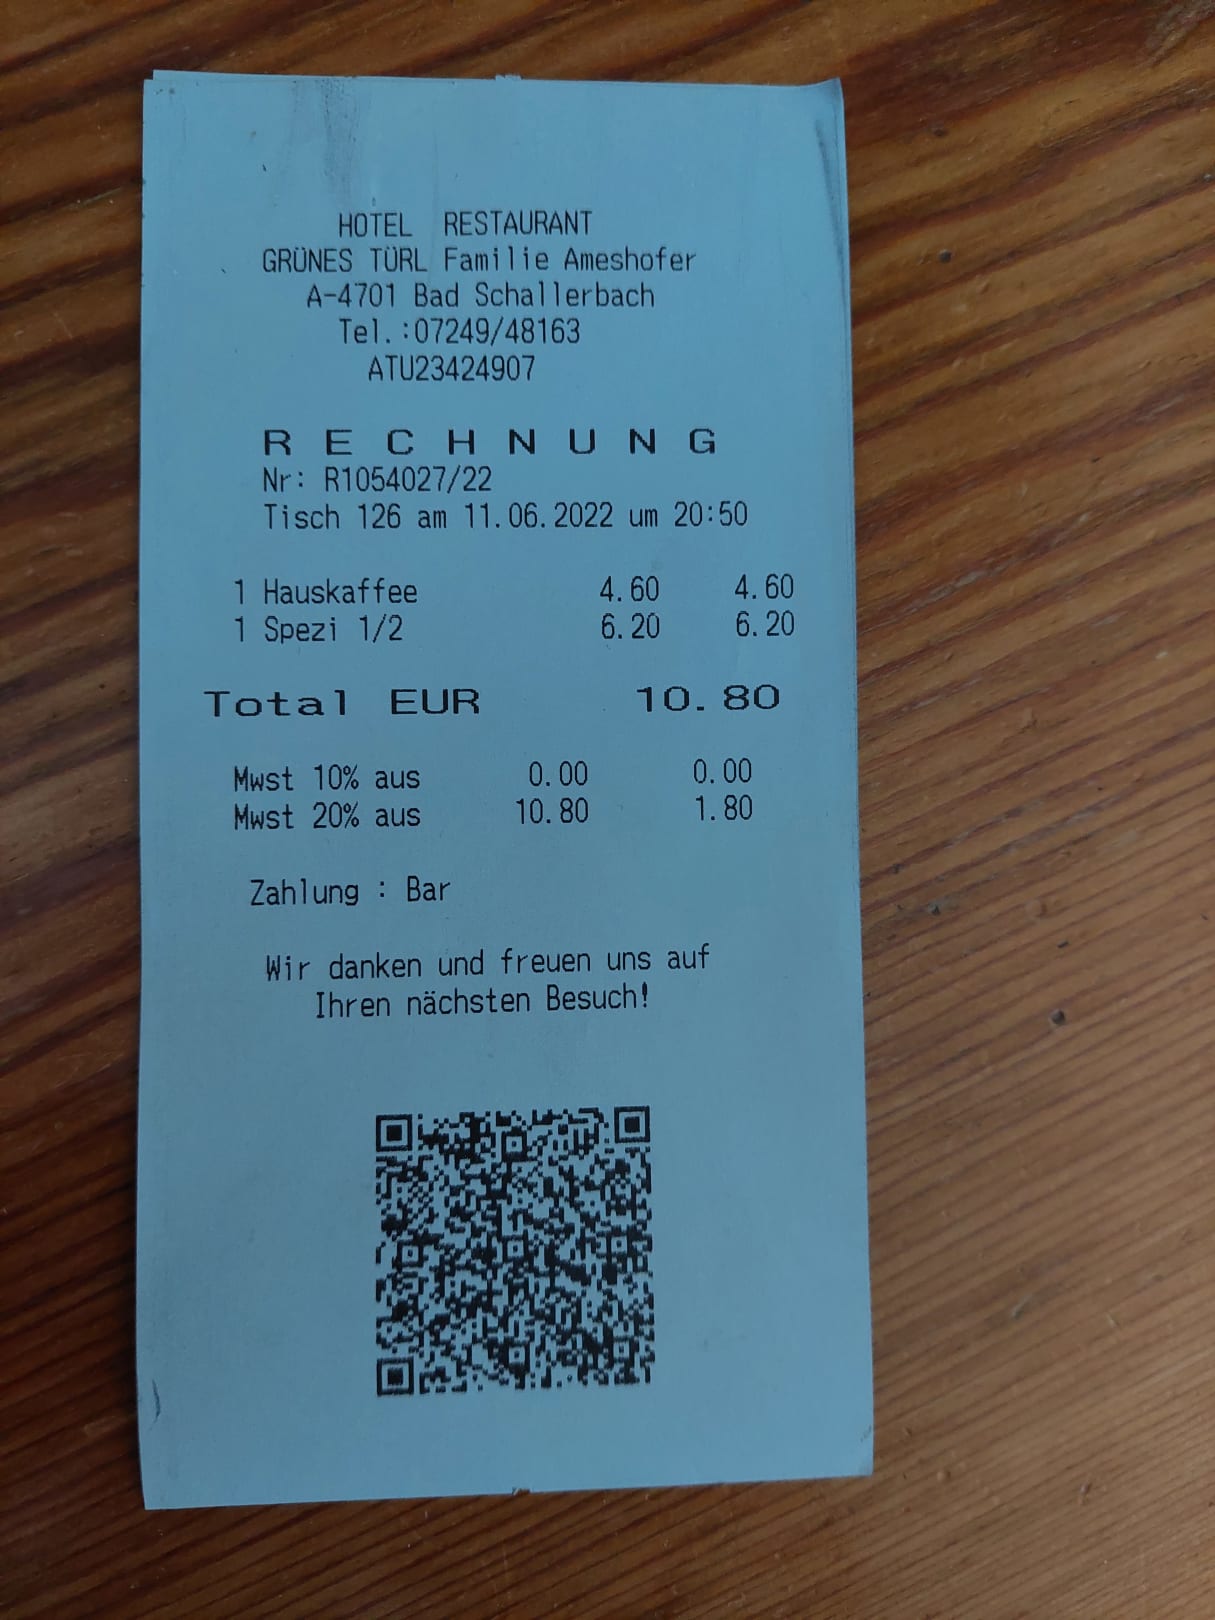 HOTEL RESTAURANT
GRÜNES TÜRL Familie Ameshofer
A-4701 Bad Schallerbach
Tel.:07249/48163
ATU23424907
RECHNUNG
Nr: R1054027/22
Tisch 126 am 11.06.2022 um 20:50
1 Hauskaffee 4.60 4.60
1 Spezi 1/2 6.20 6.20
Total EUR 10.80
Mwst 10% aus 0.00 0.00
Mwst 20% aus 10.80 1.80
Zahlung : Bar
Wir danken und freuen uns auf
Ihren nächsten Besuch!